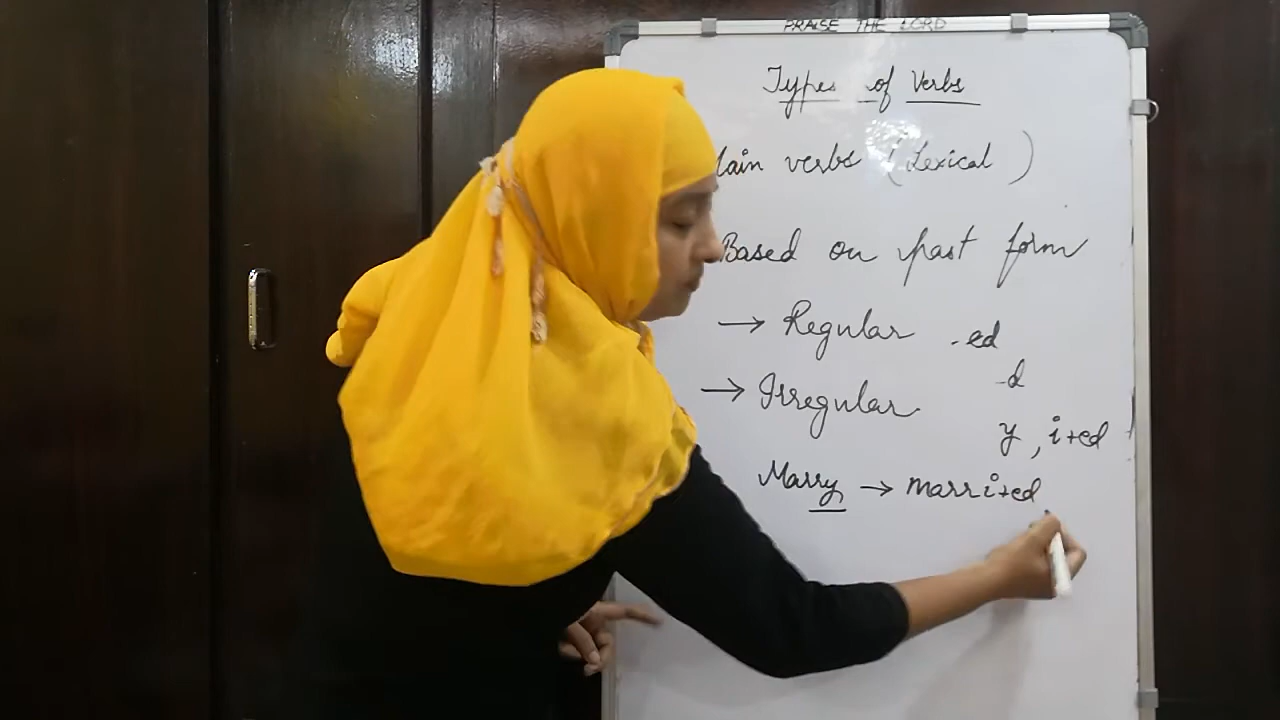 PRAISE THE LORD
Types of Verbs
ain verbs (Lexical )
Based on past form
→ Regular -ed
-d
→ Irregular
y, i+ed
Marry → marri+ed